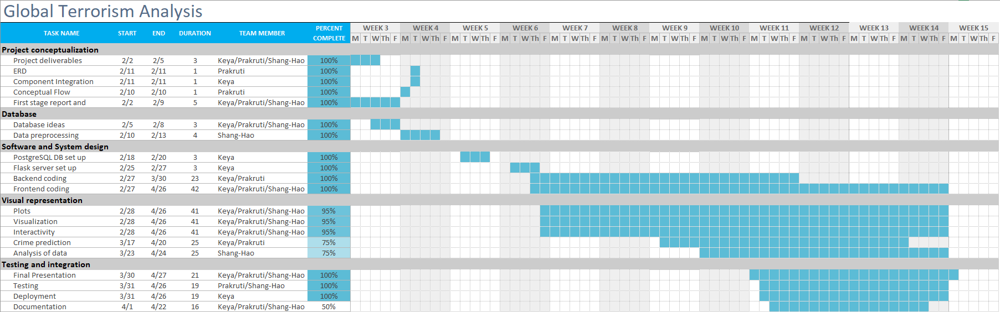 Global Terrorism Analysis
TASK NAME START END DURATION TEAM MEMBER PERCENT COMPLETE WEEK 3 WEEK 4 WEEK 5 WEEK 6 WEEK 7 WEEK 8 WEEK 9 WEEK 10 WEEK 11 WEEK 12 WEEK 13 WEEK 14 WEEK 15
M T W Th F M T W Th F M T W Th F M T W Th F M T W Th F M T W Th F M T W Th F M T W Th F M T W Th F M T W Th F M T W Th F M T W Th F M T W Th F
Project conceptualization
Project deliverables 2/2 2/5 3 Keya/Prakruti/Shang-Hao 100%
ERD 2/11 2/11 1 Prakruti 100%
Component Integration 2/11 2/11 1 Keya 100%
Conceptual Flow 2/10 2/10 1 Prakruti 100%
First stage report and 2/2 2/9 5 Keya/Prakruti/Shang-Hao 100%
Database
Database ideas 2/5 2/8 3 Keya/Prakruti/Shang-Hao 100%
Data preprocessing 2/10 2/13 4 Shang-Hao 100%
Software and System design
PostgreSQL DB set up 2/18 2/20 3 Keya 100%
Flask server set up 2/25 2/27 3 Keya 100%
Backend coding 2/27 3/30 23 Keya/Prakruti 100%
Frontend coding 2/27 4/26 42 Keya/Prakruti/Shang-Hao 100%
Visual representation
Plots 2/28 4/26 41 Keya/Prakruti/Shang-Hao 95%
Visualization 2/28 4/26 41 Keya/Prakruti/Shang-Hao 95%
Interactivity 2/28 4/26 41 Keya/Prakruti/Shang-Hao 95%
Crime prediction 3/17 4/20 25 Keya/Prakruti 75%
Analysis of data 3/23 4/24 25 Shang-Hao 75%
Testing and integration
Final Presentation 3/30 4/27 21 Keya/Prakruti/Shang-Hao 100%
Testing 3/31 4/26 19 Prakruti/Shang-Hao 100%
Deployment 3/31 4/26 19 Keya 100%
Documentation 4/1 4/22 16 Keya/Prakruti/Shang-Hao 50%